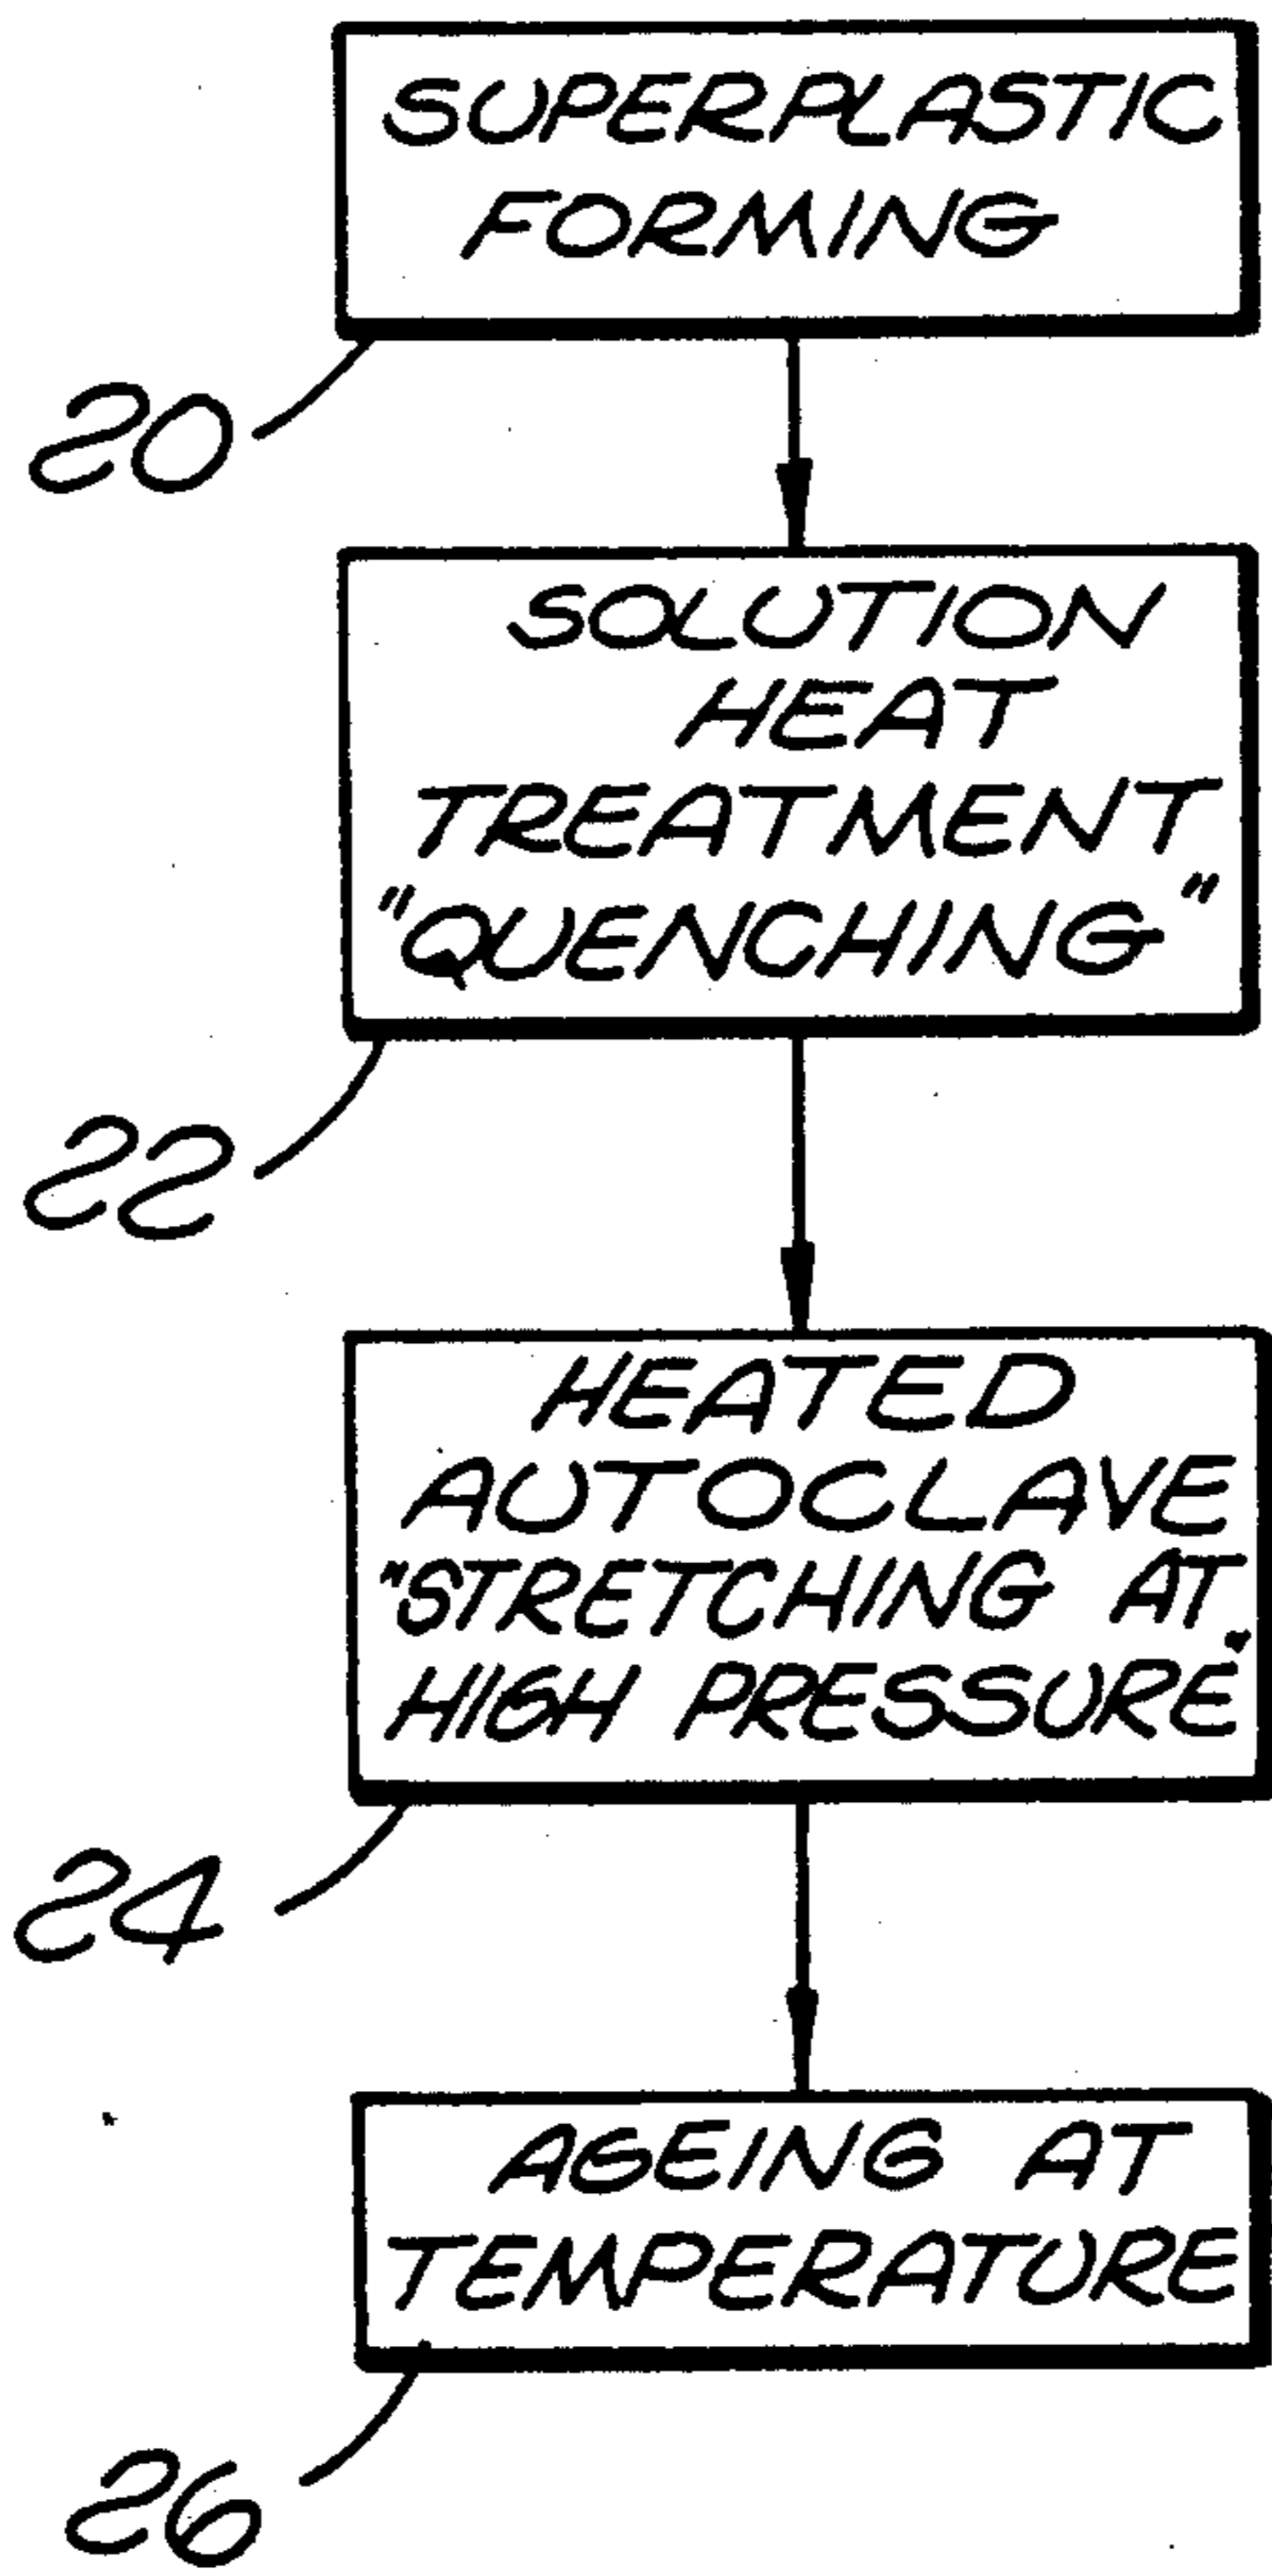 SUPERPLASTIC
FORMING
20
SOLUTION
HEAT
TREATMENT
"QUENCHING"
22
HEATED
AUTOCLAVE
"STRETCHING AT
HIGH PRESSURE"
24
AGEING AT
TEMPERATURE
26